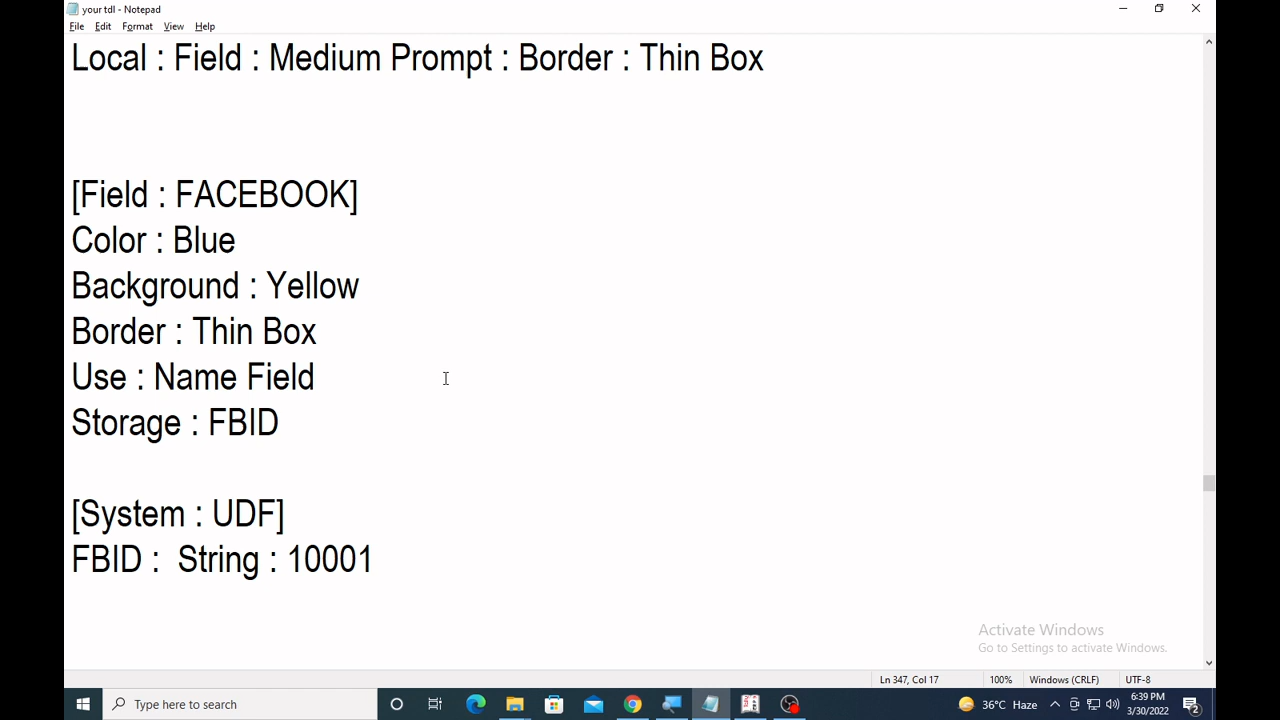 your tdl - Notepad
File Edit Format View Help
Local : Field : Medium Prompt : Border : Thin Box
[Field : FACEBOOK]
Color : Blue
Background : Yellow
Border : Thin Box
Use : Name Field
Storage : FBID
[System : UDF]
FBID :  String : 10001
Activate Windows
Go to Settings to activate Windows.
Ln 347, Col 17 100% Windows (CRLF) UTF-8
Type here to search
36°C Haze
6:39 PM
3/30/2022
2